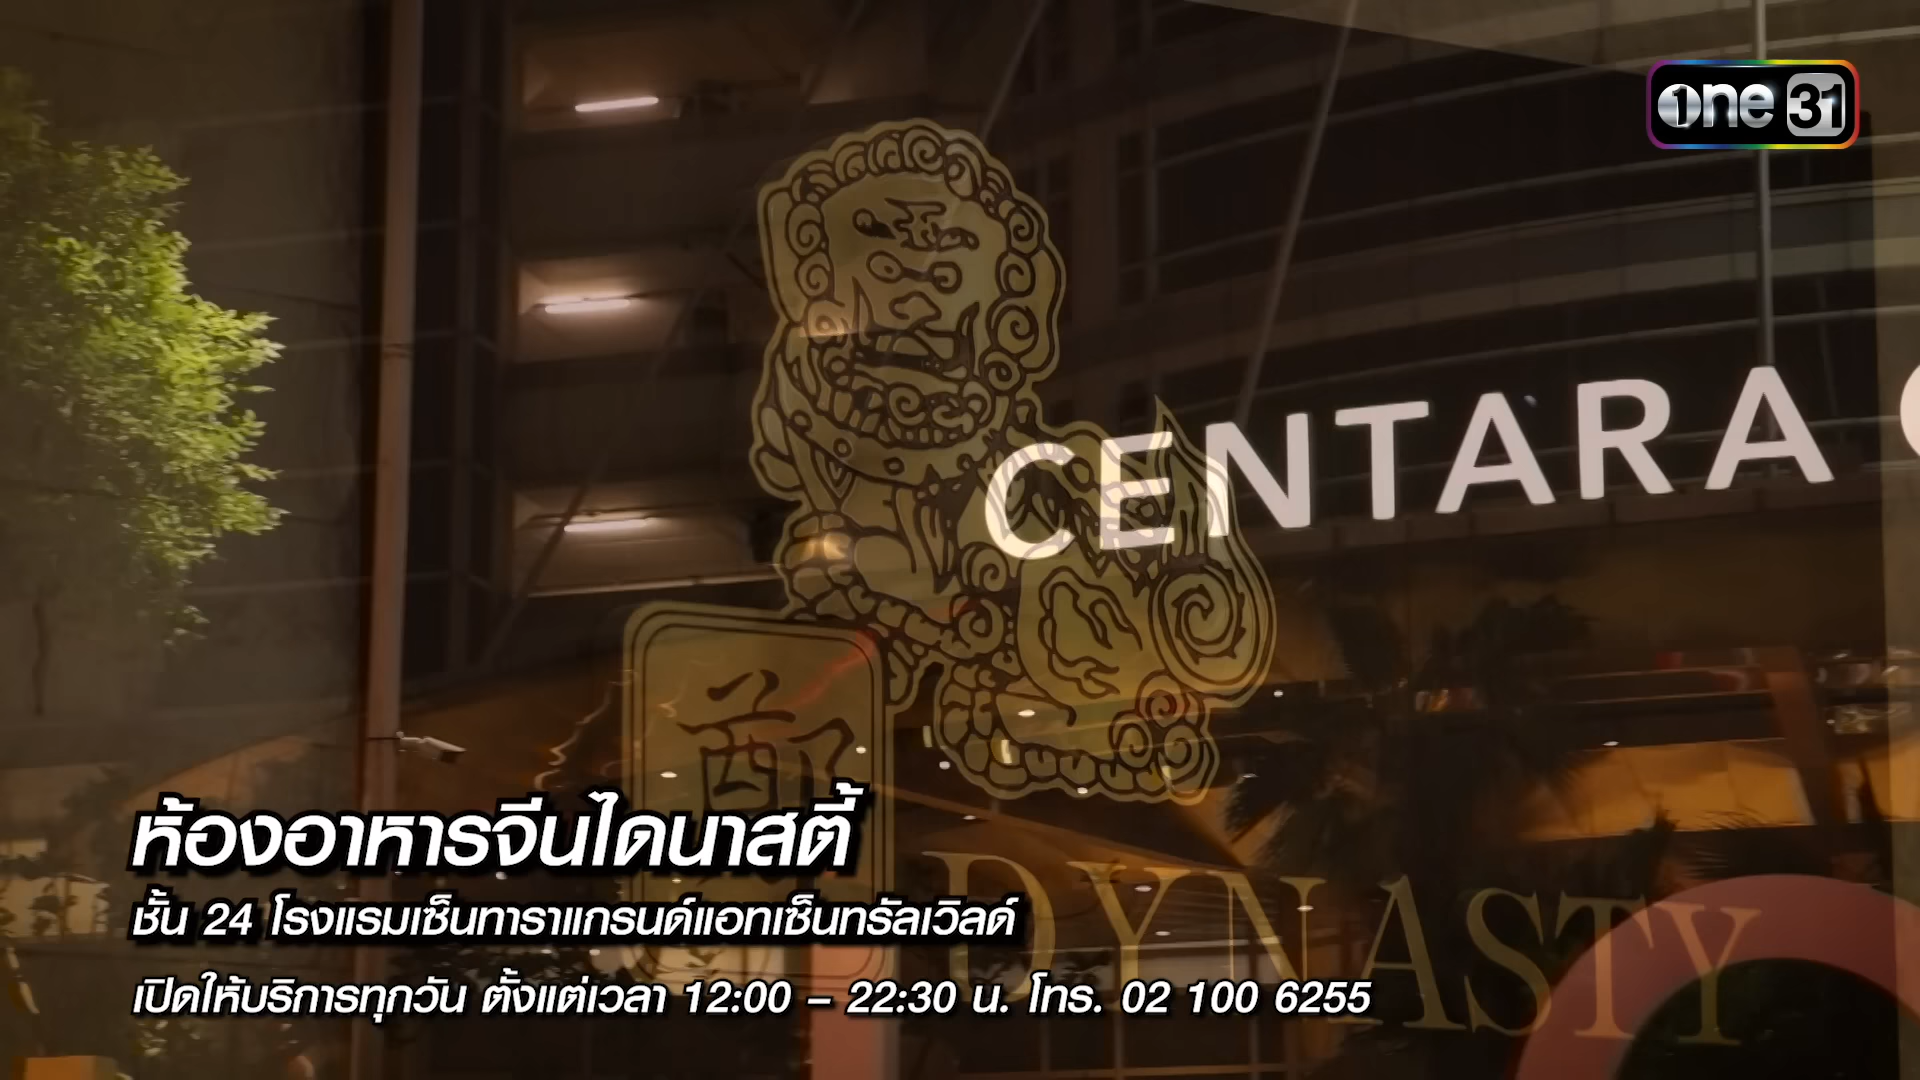 one 31
CENTARA
ห้องอาหารจีนไดนาสตี้
ชั้น 24 โรงแรมเซ็นทาราแกรนด์แอทเซ็นทรัลเวิลด์
DYNASTY
เปิดให้บริการทุกวัน ตั้งแต่เวลา 12:00 – 22:30 น. โทร. 02 100 6255